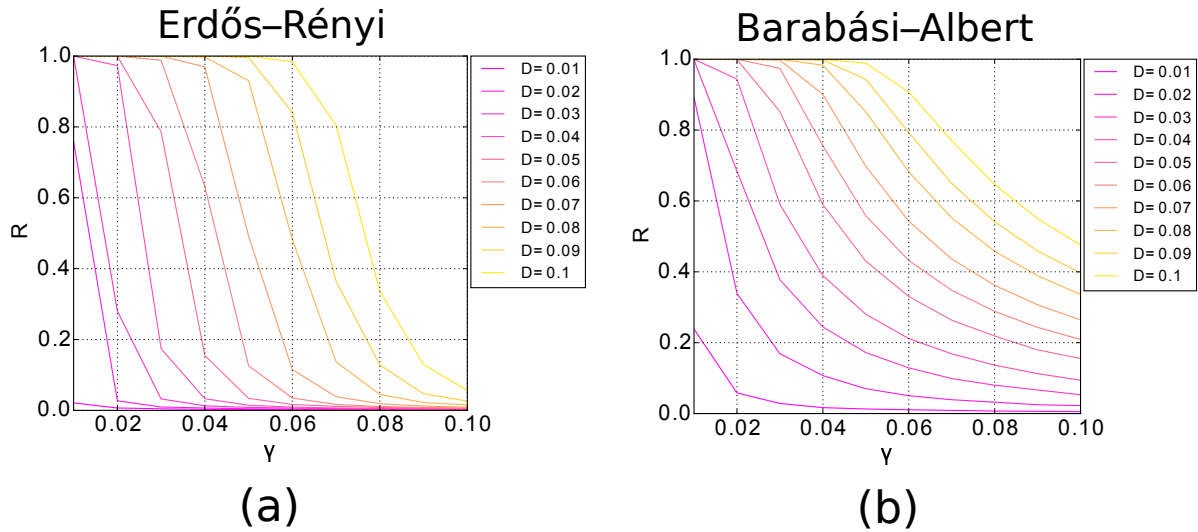 Erdős–Rényi
1.0
0.8
0.6
0.4
0.2
0.0
R
0.02
0.04
0.06
0.08
0.10
γ
D= 0.01
D= 0.02
D= 0.03
D= 0.04
D= 0.05
D= 0.06
D= 0.07
D= 0.08
D= 0.09
D= 0.1
(a)
Barabási–Albert
1.0
0.8
0.6
0.4
0.2
0.0
R
0.02
0.04
0.06
0.08
0.10
γ
D= 0.01
D= 0.02
D= 0.03
D= 0.04
D= 0.05
D= 0.06
D= 0.07
D= 0.08
D= 0.09
D= 0.1
(b)